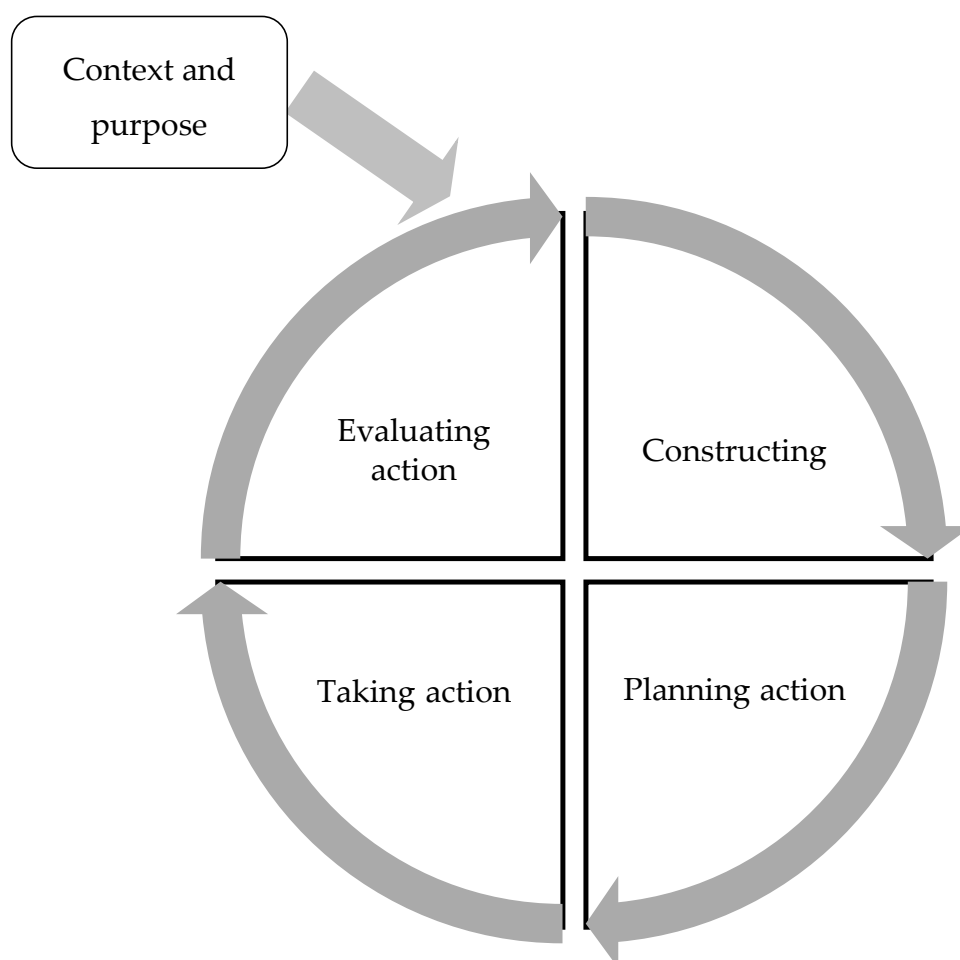 Context and
purpose
Evaluating
action
Constructing
Taking action
Planning action